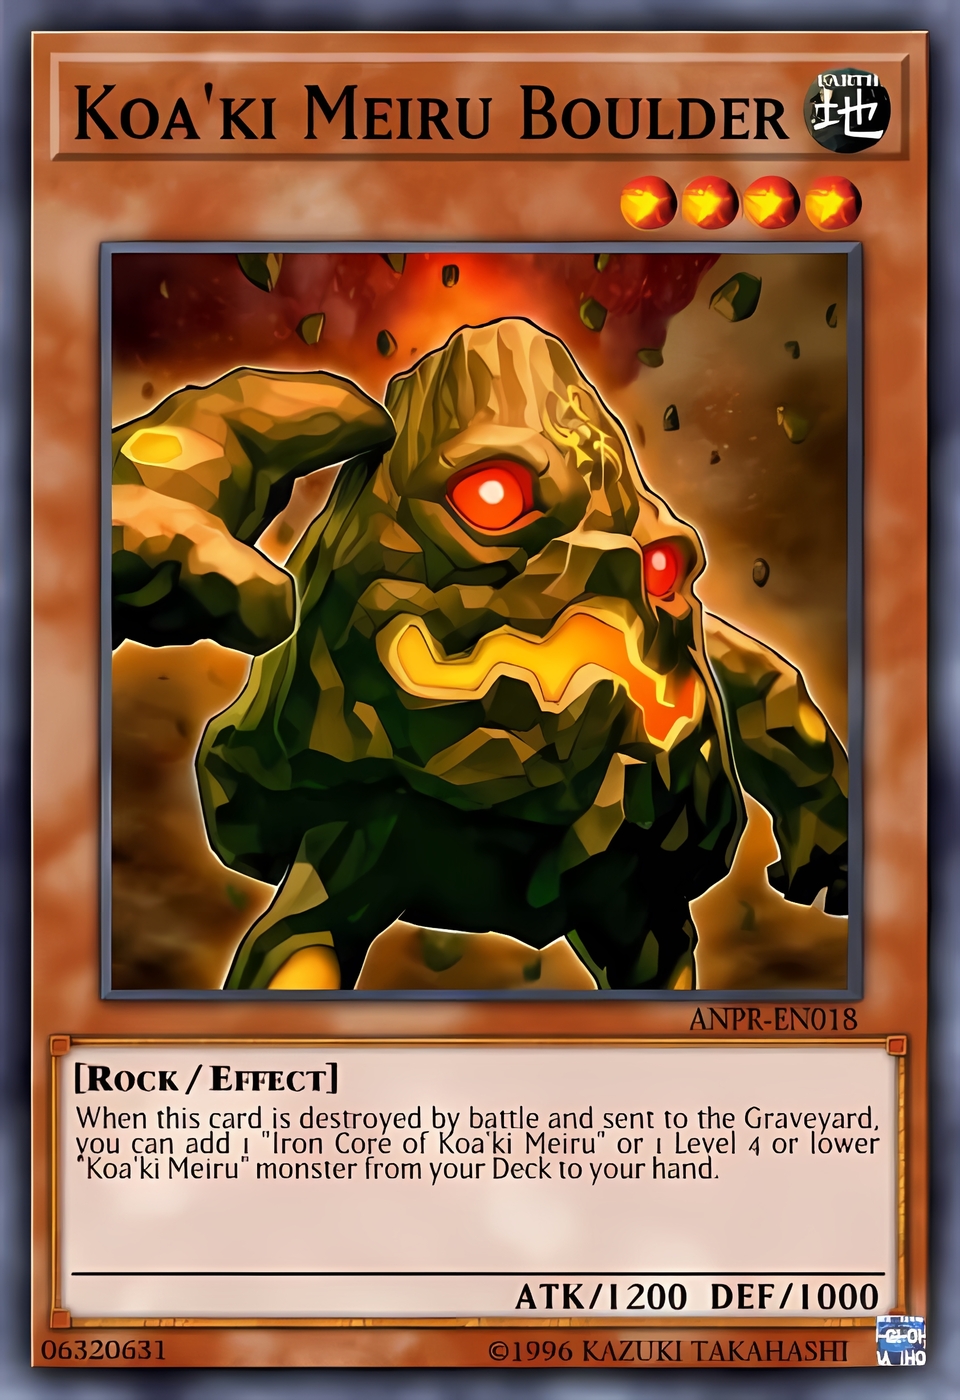 Koa'ki Meiru Boulder
EARTH
地
ANPR-EN018
[Rock / Effect]
When this card is destroyed by battle and sent to the Graveyard,
you can add 1 "Iron Core of Koa'ki Meiru" or 1 Level 4 or lower
"Koa'ki Meiru" monster from your Deck to your hand.
ATK/1200 DEF/1000
06320631
©1996 KAZUKI TAKAHASHI